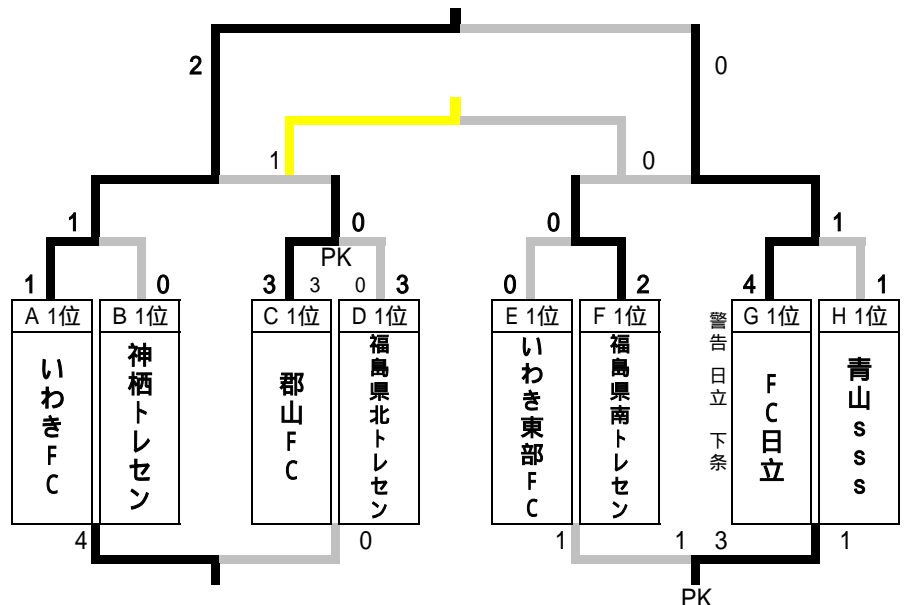 2
0
1
0
1
0
0
1
PK
1
0
3
3
0
3
0
2
4
1
A 1位
B 1位
C 1位
D 1位
E 1位
F 1位
G 1位
H 1位
いわきFC
神栖トレセン
郡山FC
福島県北トレセン
いわき東部FC
福島県南トレセン
警告 日立 下条
FC日立
青山sss
4
0
1
1
3
1
PK